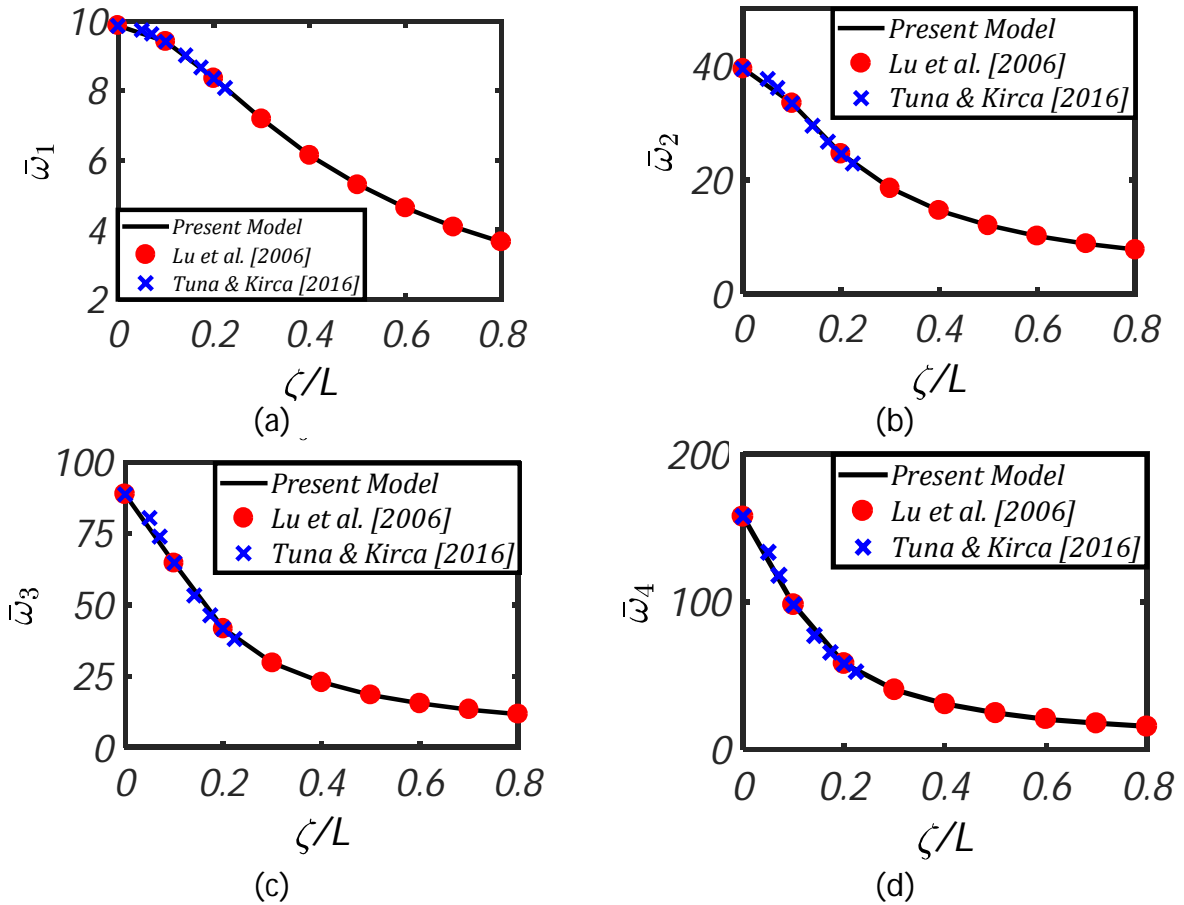 10
8
6
4
2
ω̄₁
Present Model
Lu et al. [2006]
Tuna & Kirca [2016]
0 0.2 0.4 0.6 0.8
ζ/L
(a)
40
20
0
ω̄₂
Present Model
Lu et al. [2006]
Tuna & Kirca [2016]
0 0.2 0.4 0.6 0.8
ζ/L
(b)
100
75
50
25
0
ω̄₃
Present Model
Lu et al. [2006]
Tuna & Kirca [2016]
0 0.2 0.4 0.6 0.8
ζ/L
(c)
200
100
0
ω̄₄
Present Model
Lu et al. [2006]
Tuna & Kirca [2016]
0 0.2 0.4 0.6 0.8
ζ/L
(d)